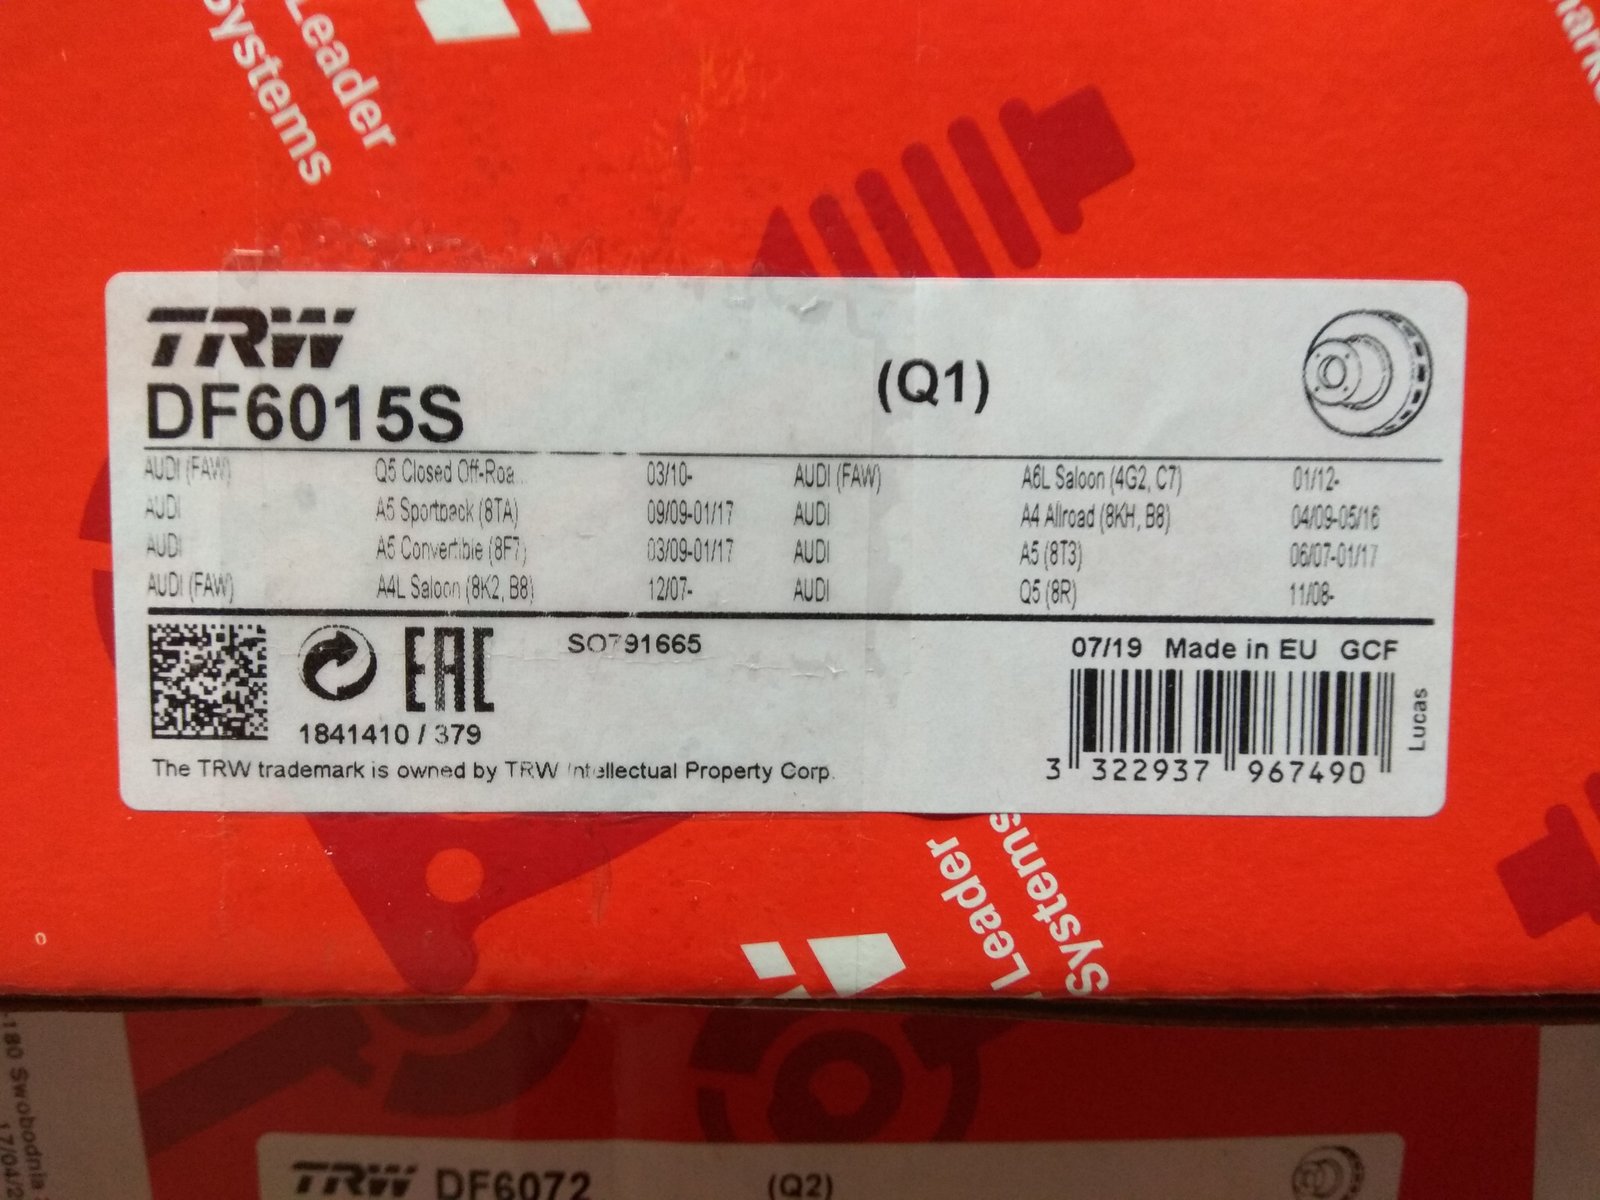 Leader
Systems
TRW
DF6015S
(Q1)
AUDI (FAW) Q5 Closed Off-Roa... 03/10- AUDI (FAW) A6L Saloon (4G2, C7) 01/12-
AUDI A5 Sportback (8TA) 09/09-01/17 AUDI A4 Allroad (8KH, B8) 04/09-05/16
AUDI A5 Convertible (8F7) 03/09-01/17 AUDI A5 (8T3) 06/07-01/17
AUDI (FAW) A4L Saloon (8K2, B8) 12/07- AUDI Q5 (8R) 11/08-
EAC
SO791665
07/19 Made in EU GCF
1841410 / 379
Lucas
The TRW trademark is owned by TRW Intellectual Property Corp.
3 322937 967490
Leader
Systems
-180 Swobodnia
17/04/2
TRW DF6072 (Q2)